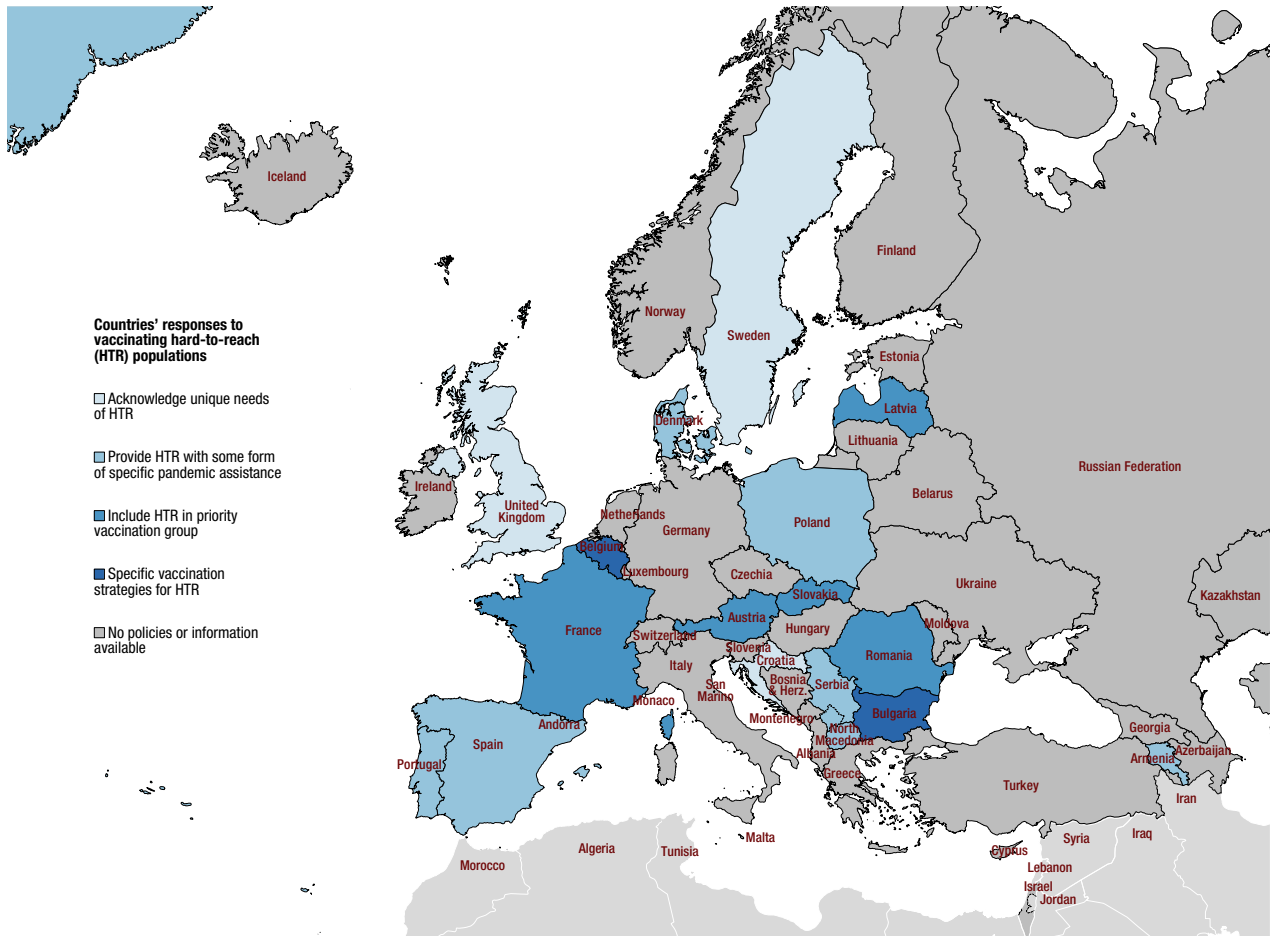 Countries' responses to
vaccinating hard-to-reach
(HTR) populations
Acknowledge unique needs
of HTR
Provide HTR with some form
of specific pandemic assistance
Include HTR in priority
vaccination group
Specific vaccination
strategies for HTR
No policies or information
available
Iceland
Norway
Sweden
Finland
Estonia
Latvia
Lithuania
Denmark
Russian Federation
Belarus
Ireland
United
Kingdom
Netherlands
Germany
Poland
Belgium
Luxembourg
Czechia
Ukraine
Kazakhstan
Slovakia
Austria
France
Switzerland
Hungary
Moldova
Slovenia
Croatia
Romania
Italy
Bosnia
& Herz.
Serbia
San
Marino
Monaco
Bulgaria
Andorra
Montenegro
North
Macedonia
Spain
Portugal
Albania
Greece
Georgia
Armenia
Azerbaijan
Turkey
Iran
Malta
Algeria
Tunisia
Morocco
Cyprus
Syria
Iraq
Lebanon
Israel
Jordan